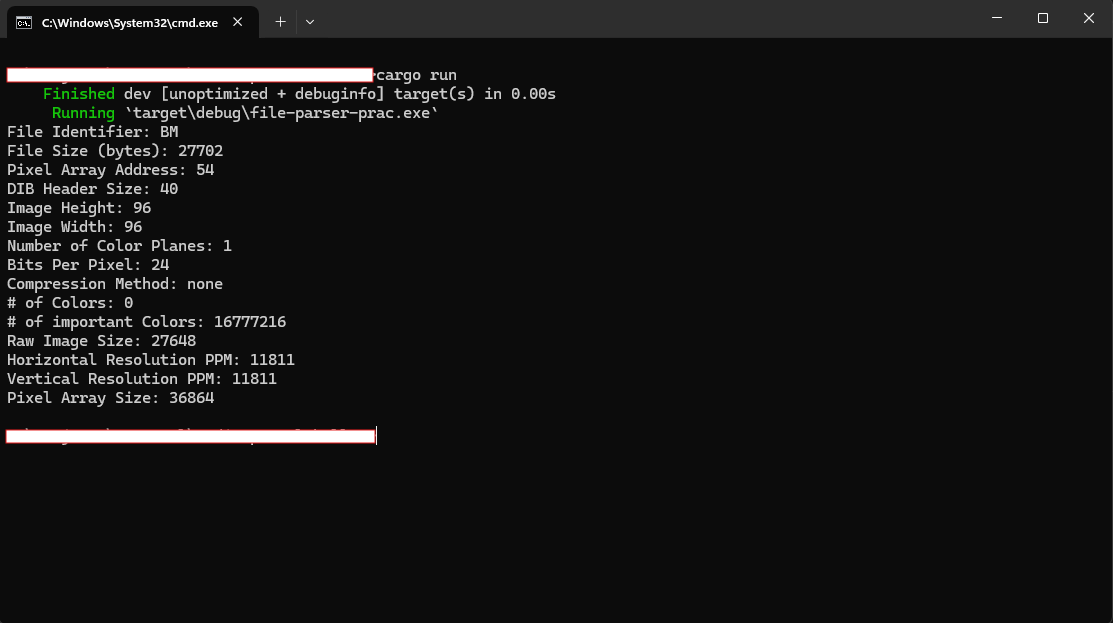 C:\Windows\System32\cmd.exe
cargo run
Finished dev [unoptimized + debuginfo] target(s) in 0.00s
Running `target\debug\file-parser-prac.exe`
File Identifier: BM
File Size (bytes): 27702
Pixel Array Address: 54
DIB Header Size: 40
Image Height: 96
Image Width: 96
Number of Color Planes: 1
Bits Per Pixel: 24
Compression Method: none
# of Colors: 0
# of important Colors: 16777216
Raw Image Size: 27648
Horizontal Resolution PPM: 11811
Vertical Resolution PPM: 11811
Pixel Array Size: 36864